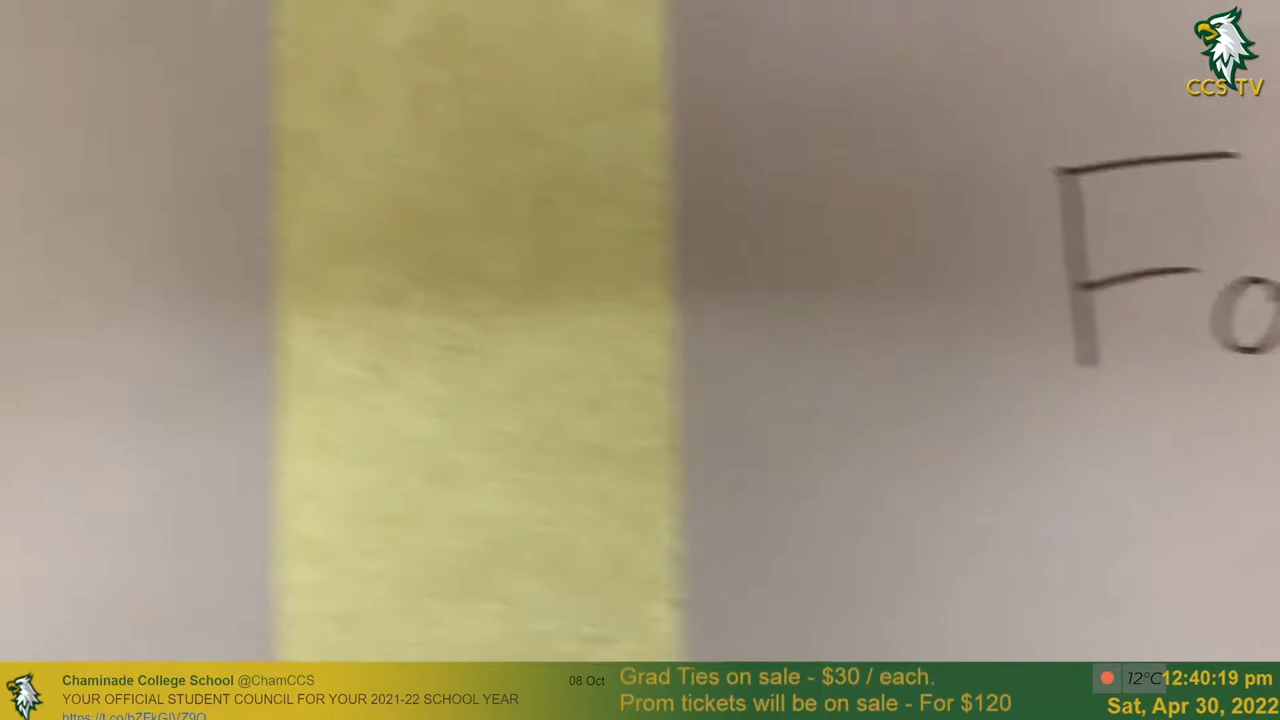 CCS TV
Fo
Chaminade College School @ChamCCS
08 Oct
YOUR OFFICIAL STUDENT COUNCIL FOR YOUR 2021-22 SCHOOL YEAR
Grad Ties on sale - $30 / each.
Prom tickets will be on sale - For $120
12°C
12:40:19 pm
Sat, Apr 30, 2022